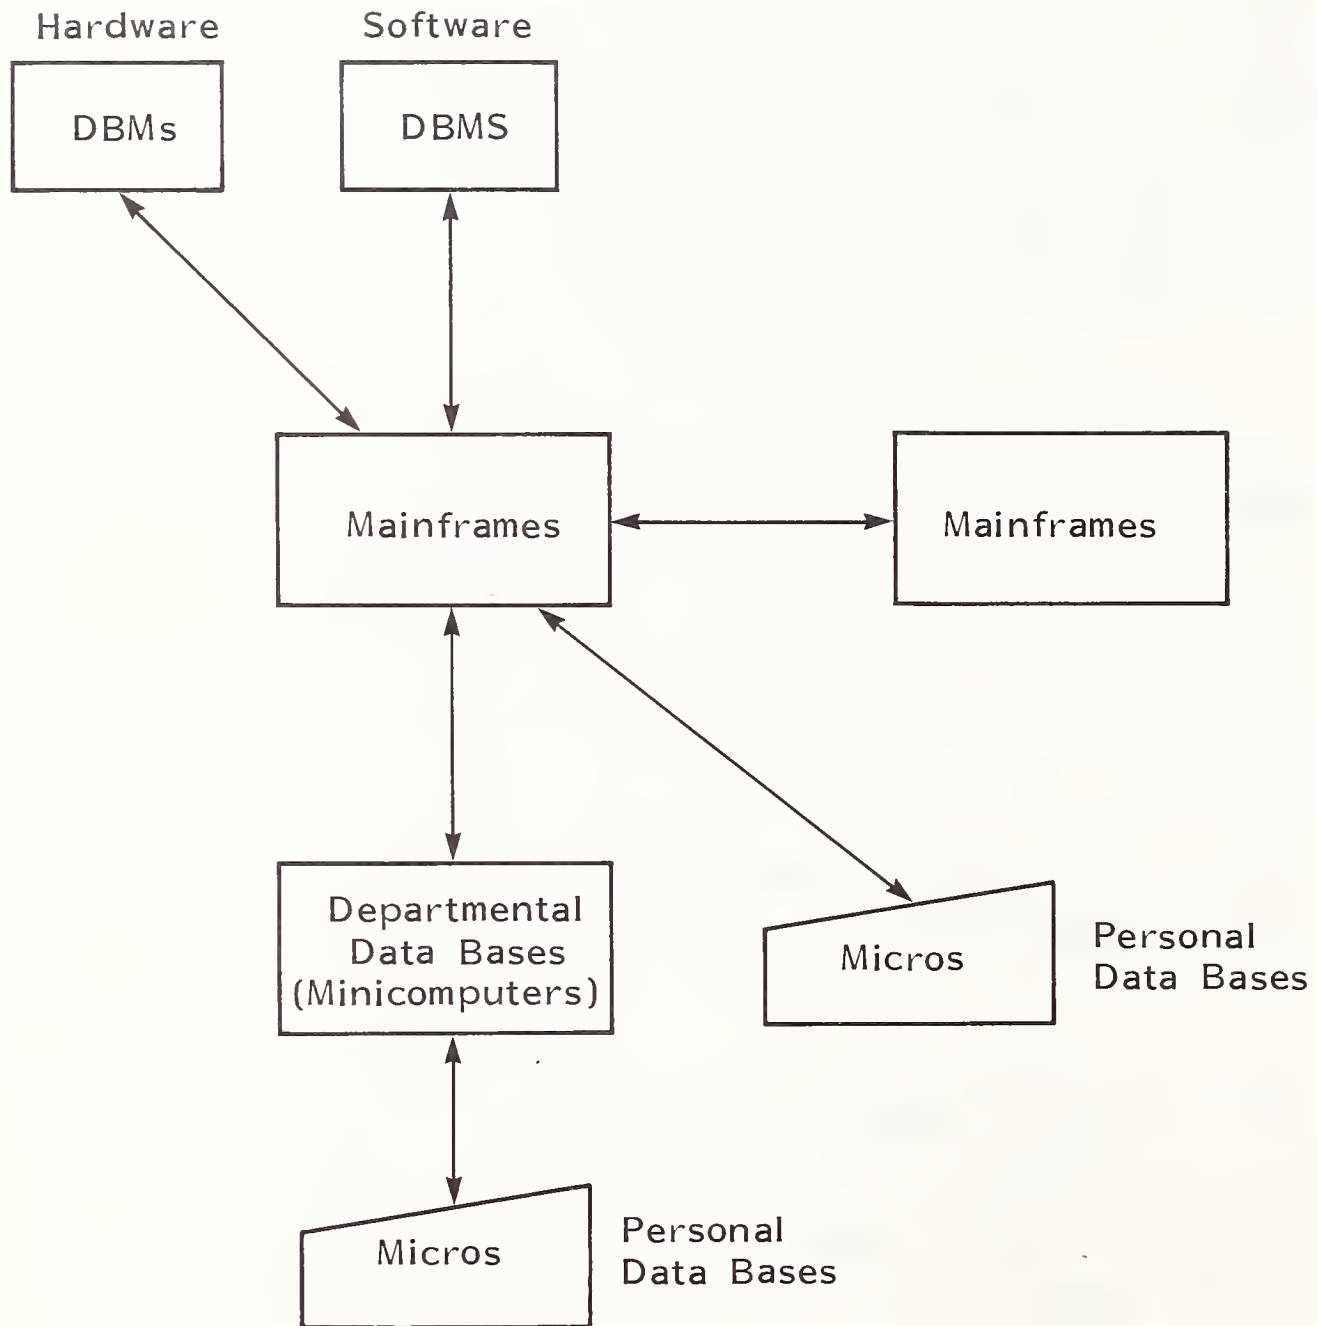 Hardware
Software
DBMs
DBMS
Mainframes
Mainframes
Departmental
Data Bases
(Minicomputers)
Micros
Personal
Data Bases
Micros
Personal
Data Bases